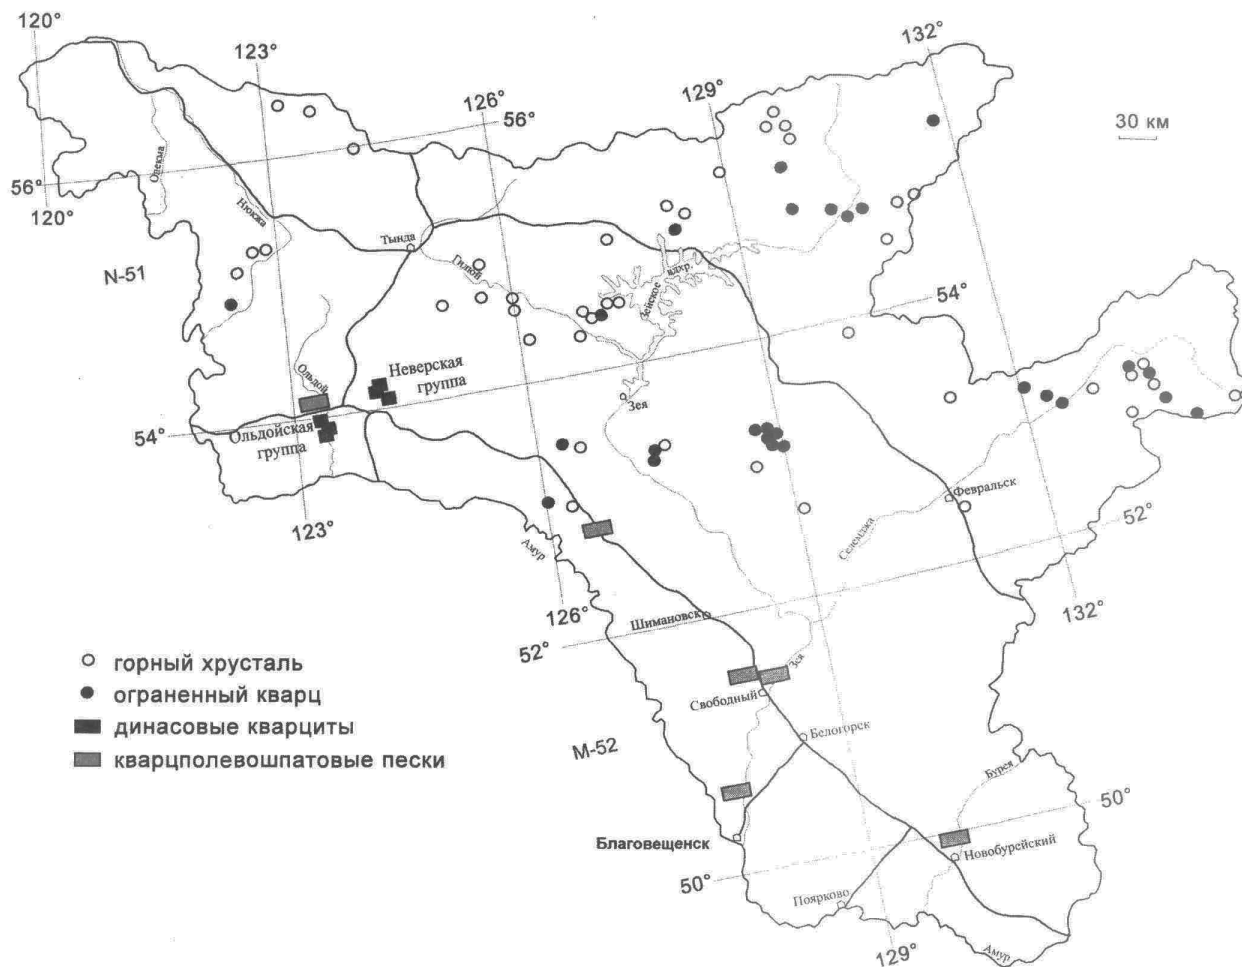 120°
123°
126°
56°
129°
132°
30 км
56°
120°
Олекма
Нюкжа
Тында
Гилюй
Зейское
вдхр.
54°
N-51
Неверская
группа
Ольдой
Ольдойская
группа
54°
123°
Зея
Амур
126°
Февральск
Селемджа
52°
132°
Шимановск
52°
Зея
Свободный
Белогорск
М-52
горный хрусталь
ограненный кварц
динасовые кварциты
кварцполевошпатовые пески
Бурея
50°
Благовещенск
Новобурейский
50°
Поярково
Амур
129°